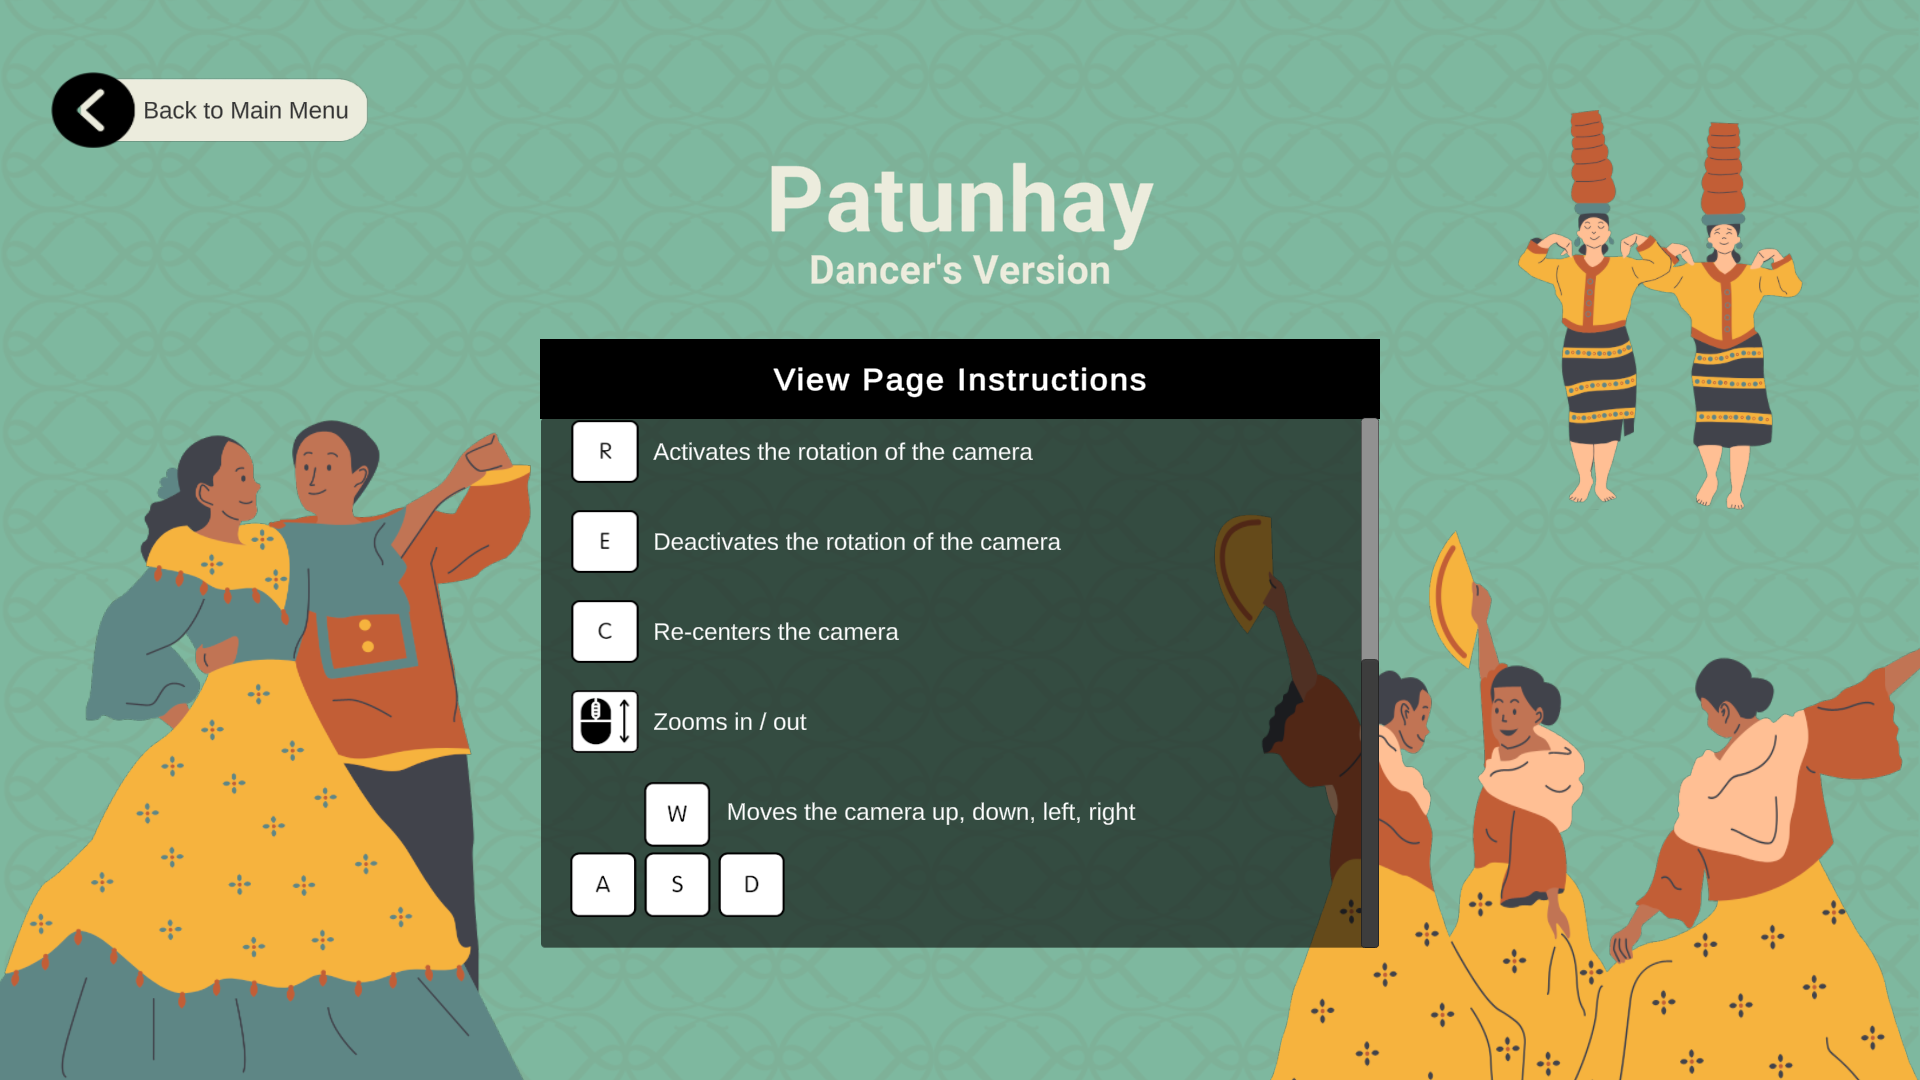 Back to Main Menu
Patunhay
Dancer's Version
View Page Instructions
R Activates the rotation of the camera
E Deactivates the rotation of the camera
C Re-centers the camera
Zooms in / out
W Moves the camera up, down, left, right
A S D